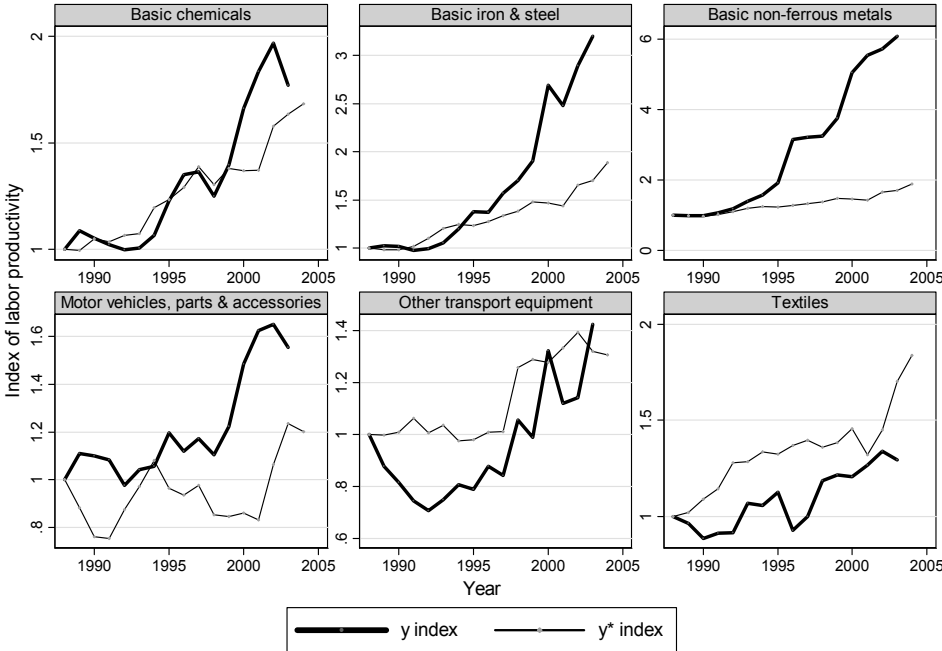 Basic chemicals
Basic iron & steel
Basic non-ferrous metals
1 1.5 2
1 1.5 2 2.5 3
0 2 4 6
1990 1995 2000 2005
1990 1995 2000 2005
1990 1995 2000 2005
Motor vehicles, parts & accessories
Other transport equipment
Textiles
.8 1 1.2 1.4 1.6
.6 .8 1 1.2 1.4
1 1.5 2
1990 1995 2000 2005
1990 1995 2000 2005
1990 1995 2000 2005
Index of labor productivity
Year
y index
y* index